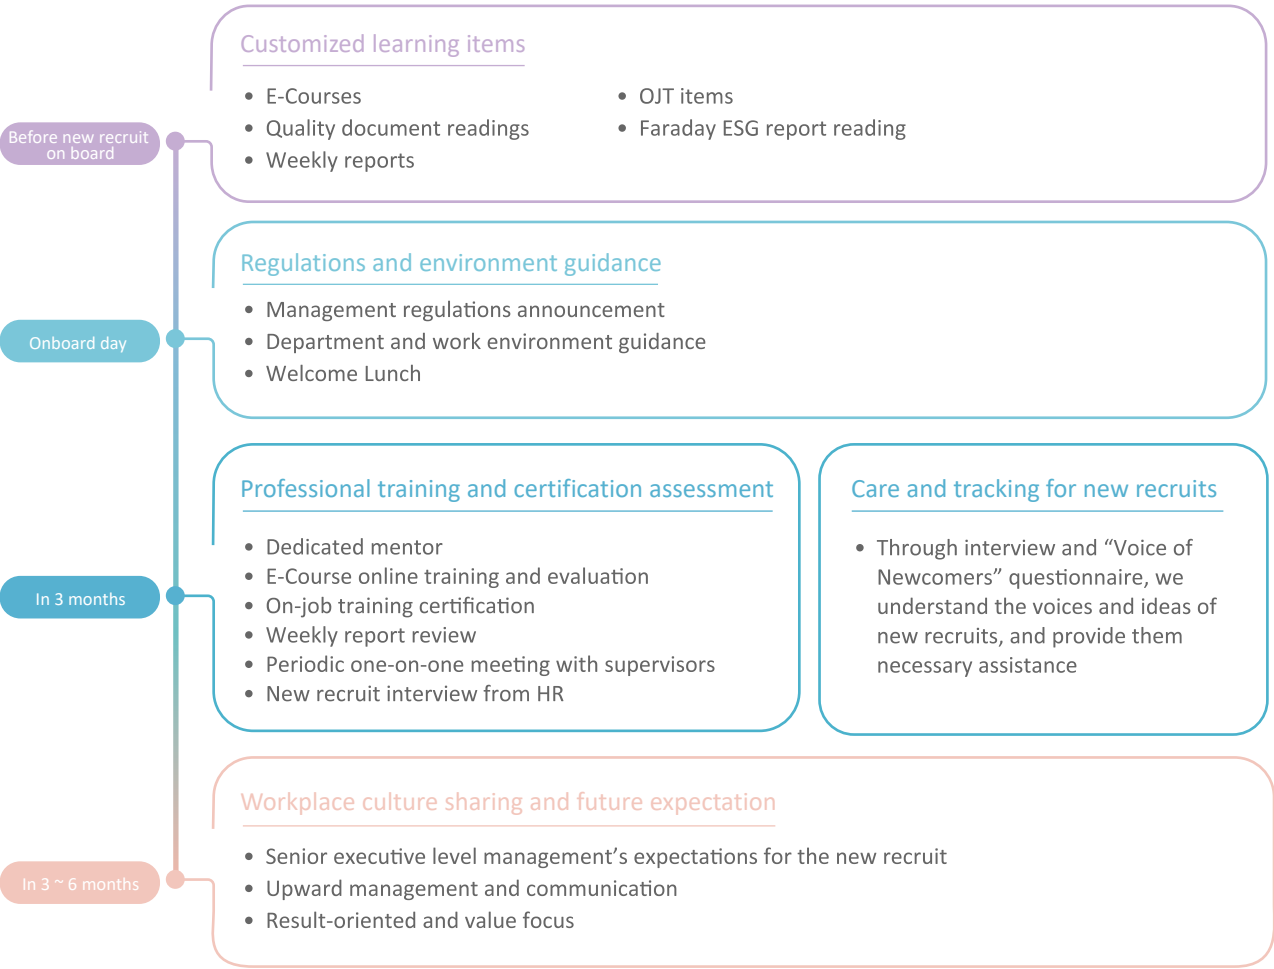 Customized learning items
• E-Courses
• Quality document readings
• Weekly reports
• OJT items
• Faraday ESG report reading
Before new recruit
on board
Regulations and environment guidance
• Management regulations announcement
• Department and work environment guidance
• Welcome Lunch
Onboard day
Professional training and certification assessment
• Dedicated mentor
• E-Course online training and evaluation
• On-job training certification
• Weekly report review
• Periodic one-on-one meeting with supervisors
• New recruit interview from HR
Care and tracking for new recruits
• Through interview and “Voice of
Newcomers” questionnaire, we
understand the voices and ideas of
new recruits, and provide them
necessary assistance
In 3 months
Workplace culture sharing and future expectation
• Senior executive level management’s expectations for the new recruit
• Upward management and communication
• Result-oriented and value focus
In 3 ~ 6 months